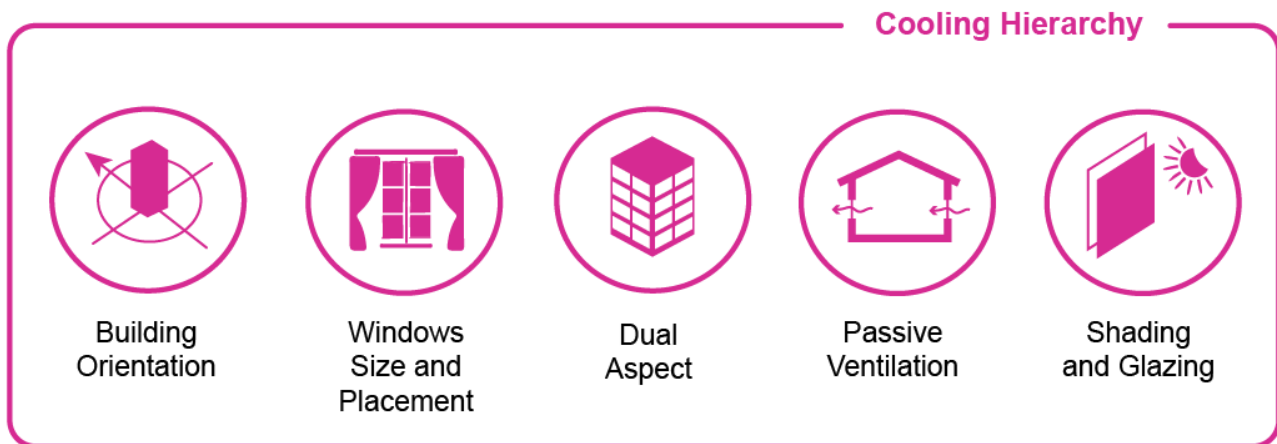 Cooling Hierarchy
Building
Orientation
Windows
Size and
Placement
Dual
Aspect
Passive
Ventilation
Shading
and Glazing